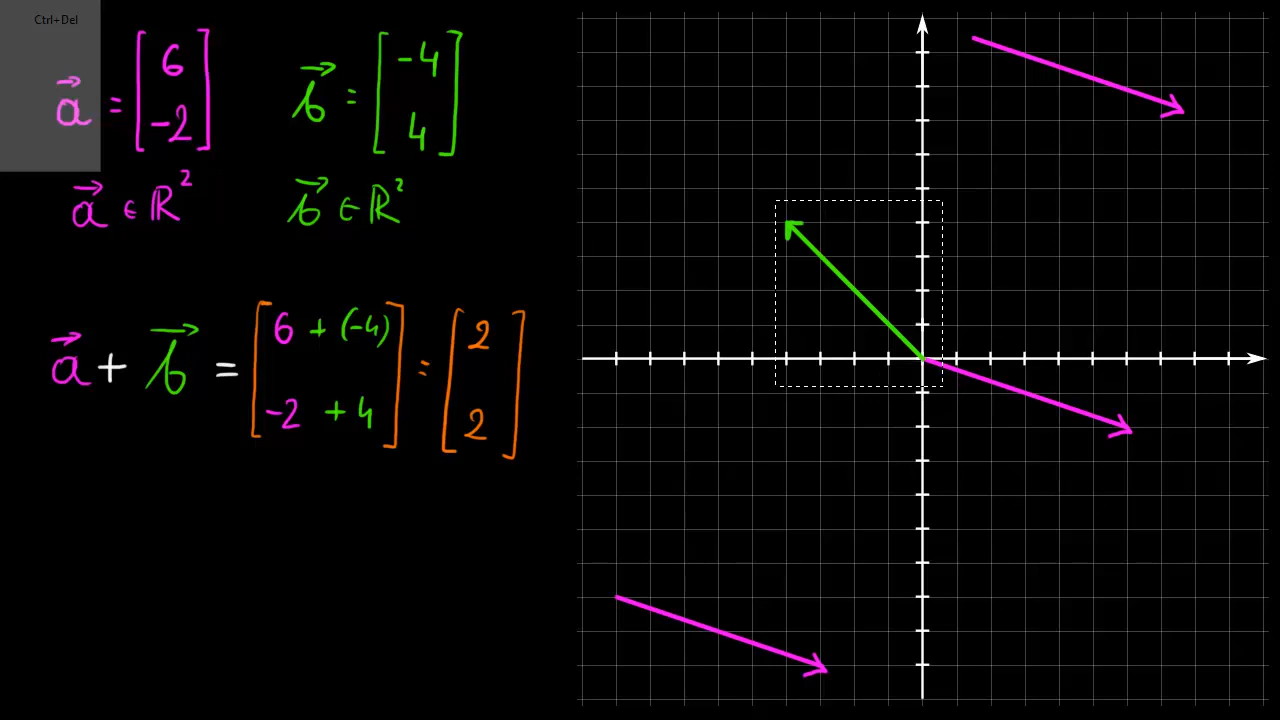 Ctrl+Del
a⃗ = [6 -2] b⃗ = [-4 4]
a⃗ ∈ ℝ² b⃗ ∈ ℝ²
a⃗ + b⃗ = [6 + (-4) -2 + 4] = [2 2]